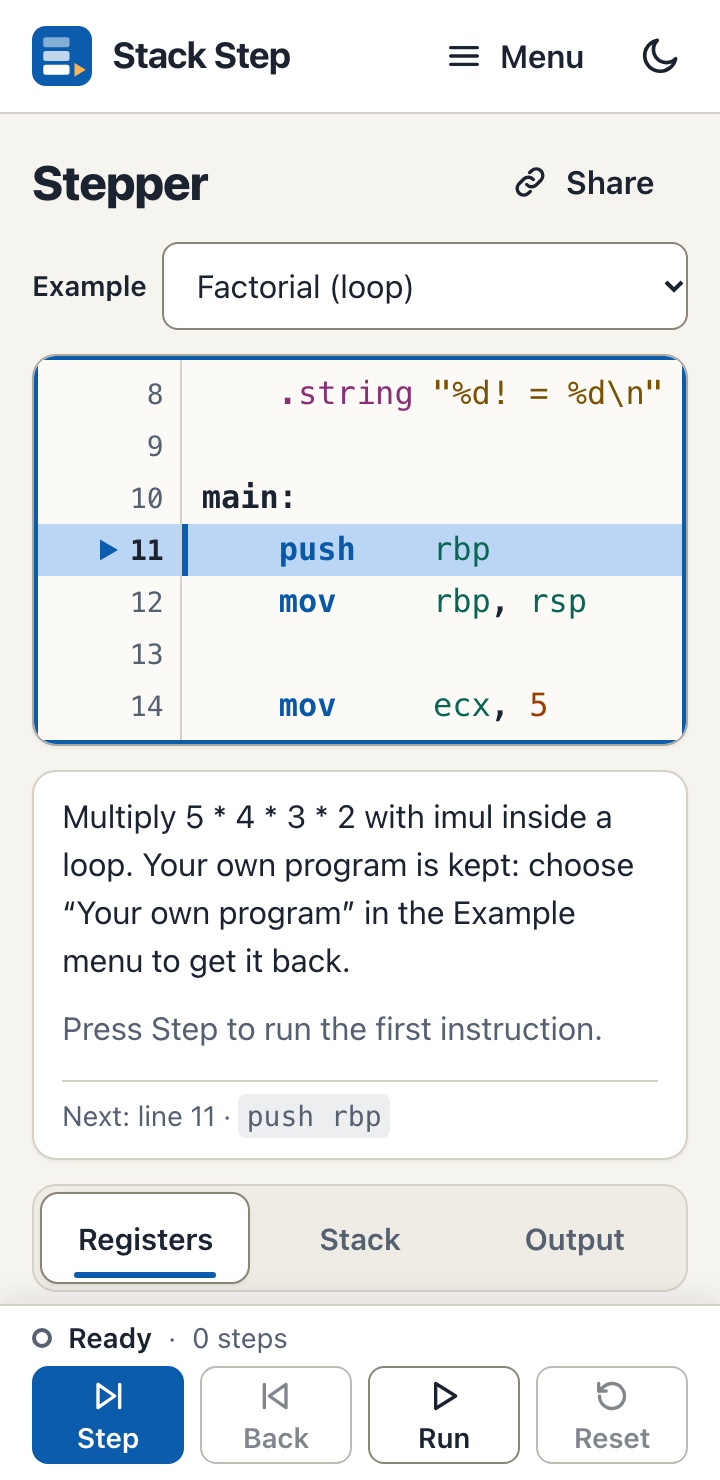 Stack Step
Menu
Stepper
Share
Example
Factorial (loop)
8 .string "%d! = %d\n"
9
10 main:
11 push rbp
12 mov rbp, rsp
13
14 mov ecx, 5
Multiply 5 * 4 * 3 * 2 with imul inside a
loop. Your own program is kept: choose
“Your own program” in the Example
menu to get it back.
Press Step to run the first instruction.
Next: line 11 · push rbp
Registers
Stack
Output
Ready · 0 steps
Step
Back
Run
Reset